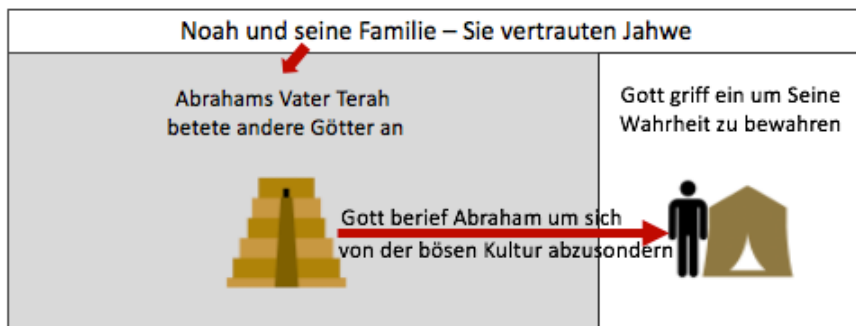 Noah und seine Familie – Sie vertrauten Jahwe
Abrahams Vater Terah
betete andere Götter an
Gott griff ein um Seine
Wahrheit zu bewahren
Gott berief Abraham um sich
von der bösen Kultur abzusondern